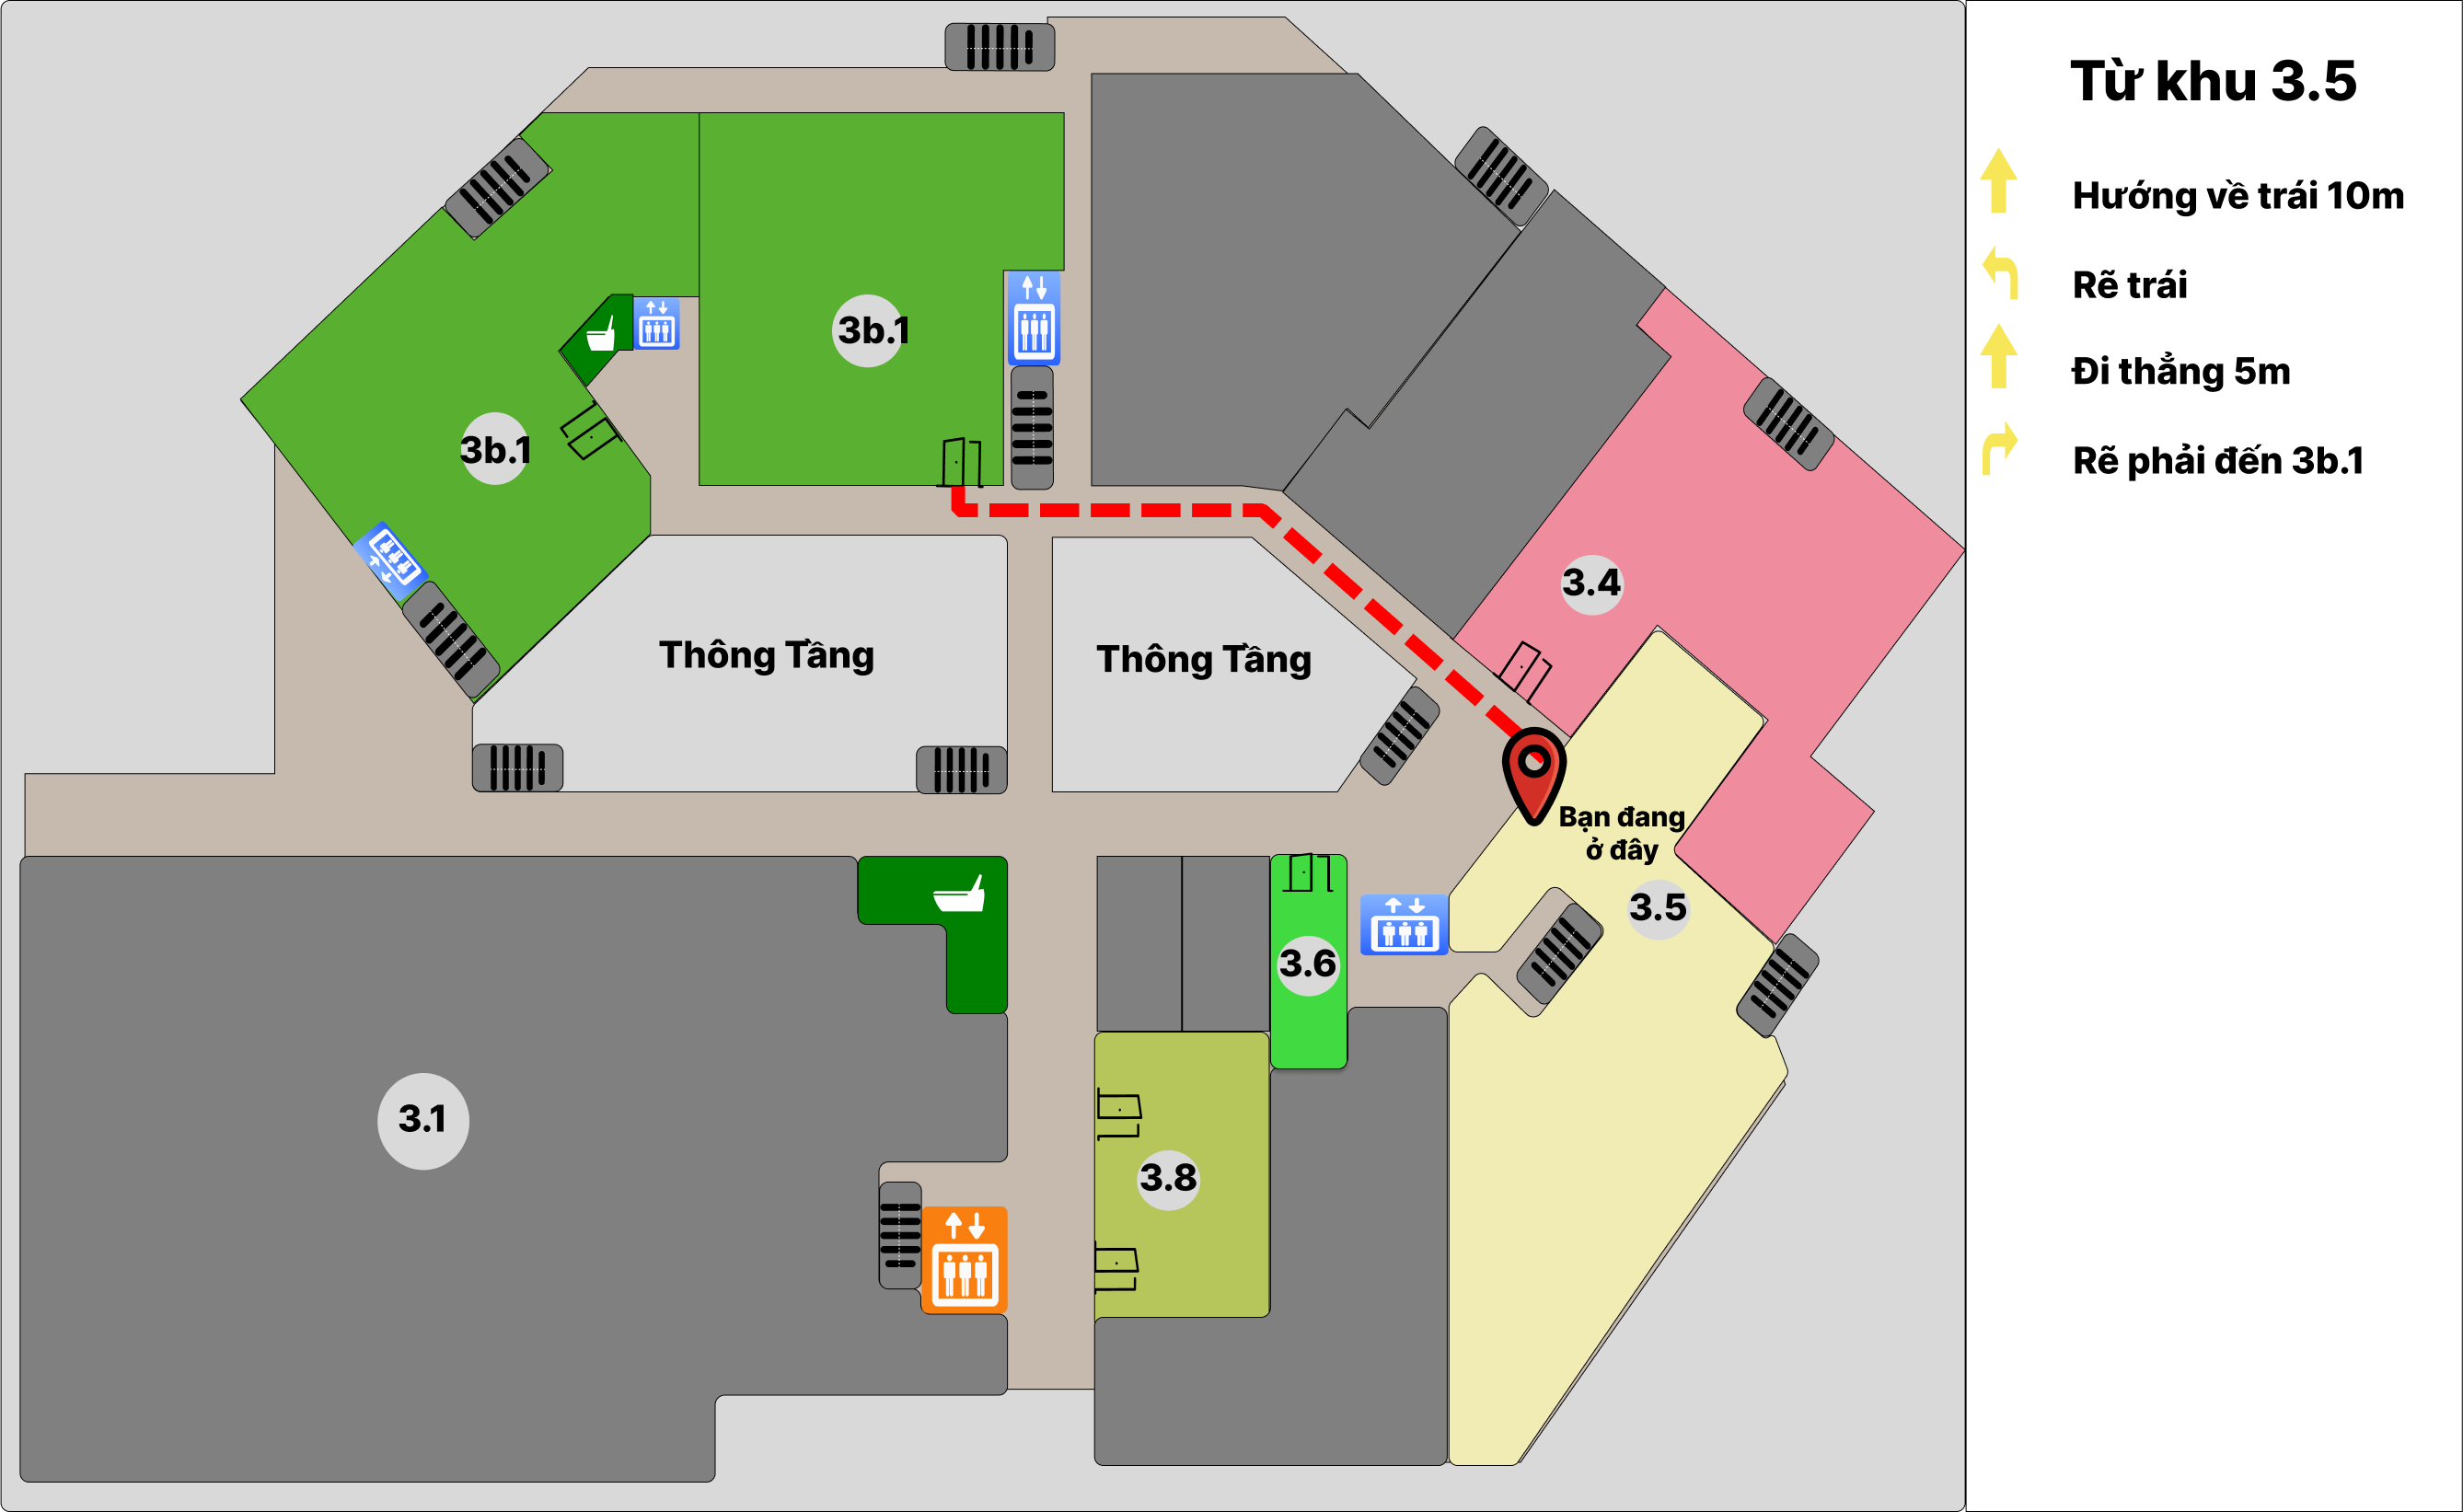 Từ khu 3.5
Hướng về trái 10m
Rẽ trái
Đi thẳng 5m
Rẽ phải đến 3b.1
3b.1
3b.1
3.4
Thông Tầng
Thông Tầng
Bạn đang
ở đây
3.5
3.6
3.1
3.8